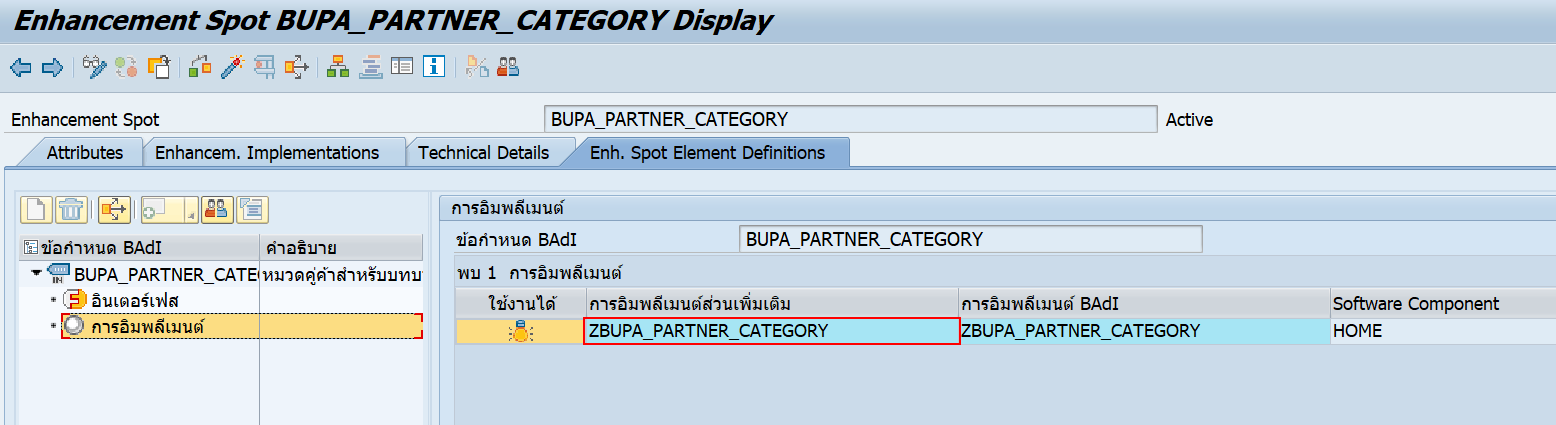 Enhancement Spot BUPA_PARTNER_CATEGORY Display
Enhancement Spot BUPA_PARTNER_CATEGORY Active
Attributes Enhancem. Implementations Technical Details Enh. Spot Element Definitions
การอิมพลีเมนต์
ข้อกำหนด BAdI คำอธิบาย
BUPA_PARTNER_CATE หมวดคู่ค้าสำหรับบทบ
อินเตอร์เฟส
การอิมพลีเมนต์
ข้อกำหนด BAdI BUPA_PARTNER_CATEGORY
พบ 1 การอิมพลีเมนต์
ใช้งานได้ การอิมพลีเมนต์ส่วนเพิ่มเติม การอิมพลีเมนต์ BAdI Software Component
ZBUPA_PARTNER_CATEGORY ZBUPA_PARTNER_CATEGORY HOME